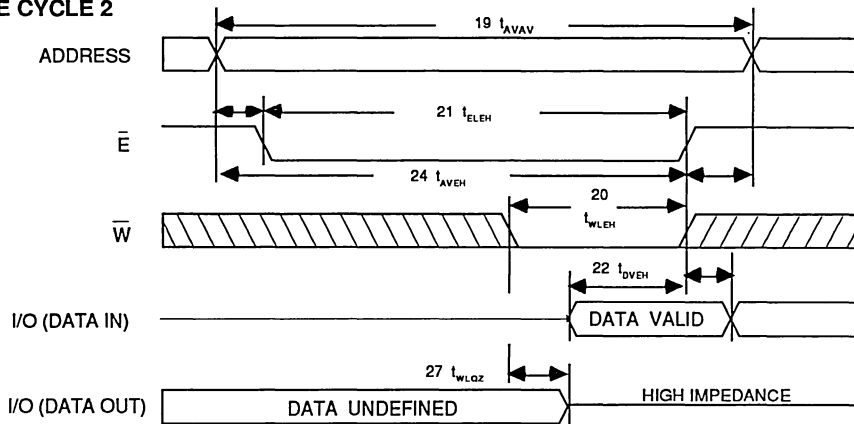 E CYCLE 2
19 tAVAV
ADDRESS
21 tELEH
E̅
24 tAVEH
20
tWLEH
W̅
22 tDVEH
I/O (DATA IN)
DATA VALID
27 tWLQZ
I/O (DATA OUT)
DATA UNDEFINED
HIGH IMPEDANCE